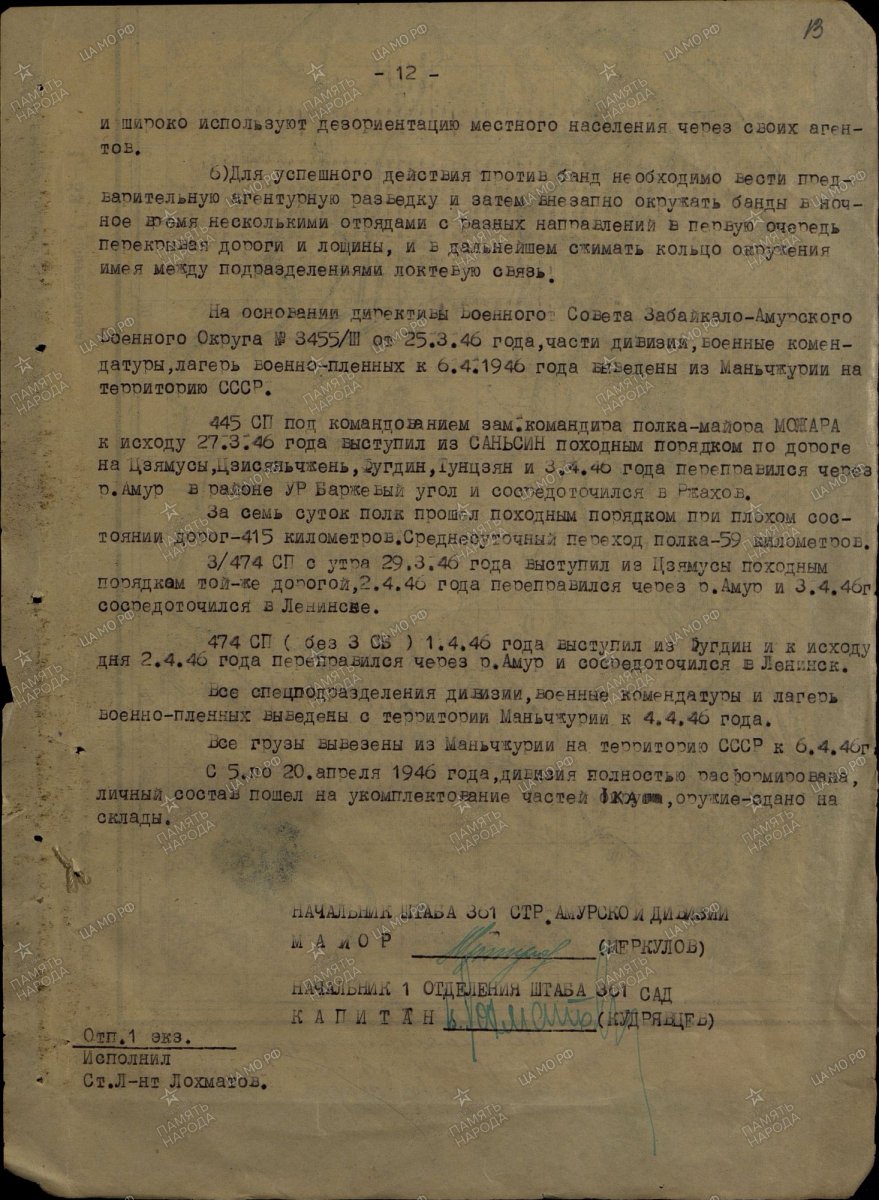 13
- 12 -
и широко используют дезориентацию местного населения через своих аген-
тов.
6)Для успешного действия против банд необходимо вести пред-
варительную агентурную разведку и затем внезапно окружать банды в ноч-
ное время несколькими отрядами с разных направлений в первую очередь
перекрывая дороги и лощины, и в дальнейшем сжимать кольцо окружения
имея между подразделениями локтевую связь.
На основании директивы Военного Совета Забайкало-Амурского
Военного Округа № 3455/Ш от 25.3.46 года,части дивизии,военные комен-
датуры,лагерь военно-пленных к 6.4.1946 года выведены из Маньчжурии на
территорию СССР.
445 СП под командованием зам.командира полка-майора МОЖАРА
к исходу 27.3.46 года выступил из САНЬСИН походным порядком по дороге
на Цзямусы,Цзисяньчжень,Фугдин,Тунцзян и 3.4.46 года переправился через
р.Амур в районе УР Баржевый угол и сосредоточился в Ржахов.
За семь суток полк прошел походным порядком при плохом сос-
тоянии дорог-415 километров.Среднесуточный переход полка-59 километров.
3/474 СП с утра 29.3.46 года выступил из Цзямусы походным
порядкам той-же дорогой,2.4.46 года переправился через р.Амур и 3.4.46г.
сосредоточился в Ленинске.
474 СП ( без 3 СБ ) 1.4.46 года выступил из Фугдин и к исходу
дня 2.4.46 года переправился через р.Амур и сосредоточился в Ленинск.
Все спецподразделения дивизии,военные комендатуры и лагерь
военно-пленных выведены с территории Маньчжурии к 4.4.46 года.
Все грузы вывезены из Маньчжурии на территорию СССР к 6.4.46г.
С 5.по 20.апреля 1946 года,дивизия полностью расформирована,
личный состав пошел на укомплектование частей ,оружие-сдано на
склады.
НАЧАЛЬНИК ШТАБА 361 СТР.АМУРСКОЙ ДИВИЗИИ
МАЙОР (МЕРКУЛОВ)
НАЧАЛЬНИК 1 ОТДЕЛЕНИЯ ШТАБА 361 САД
КАПИТАН (КУДРЯВЦЕВ)
Отп.1 экз.
Исполнил
Ст.Л-нт Лохматов.